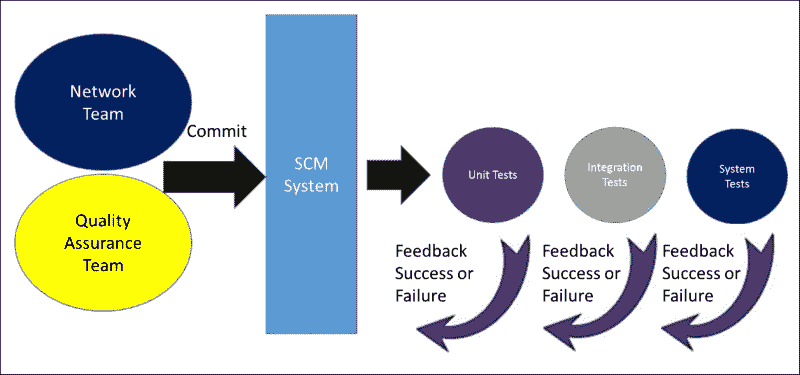 Network
Team
Commit
Quality
Assurance
Team
SCM
System
Unit Tests
Integration
Tests
System
Tests
Feedback
Success or
Failure
Feedback
Success or
Failure
Feedback
Success or
Failure